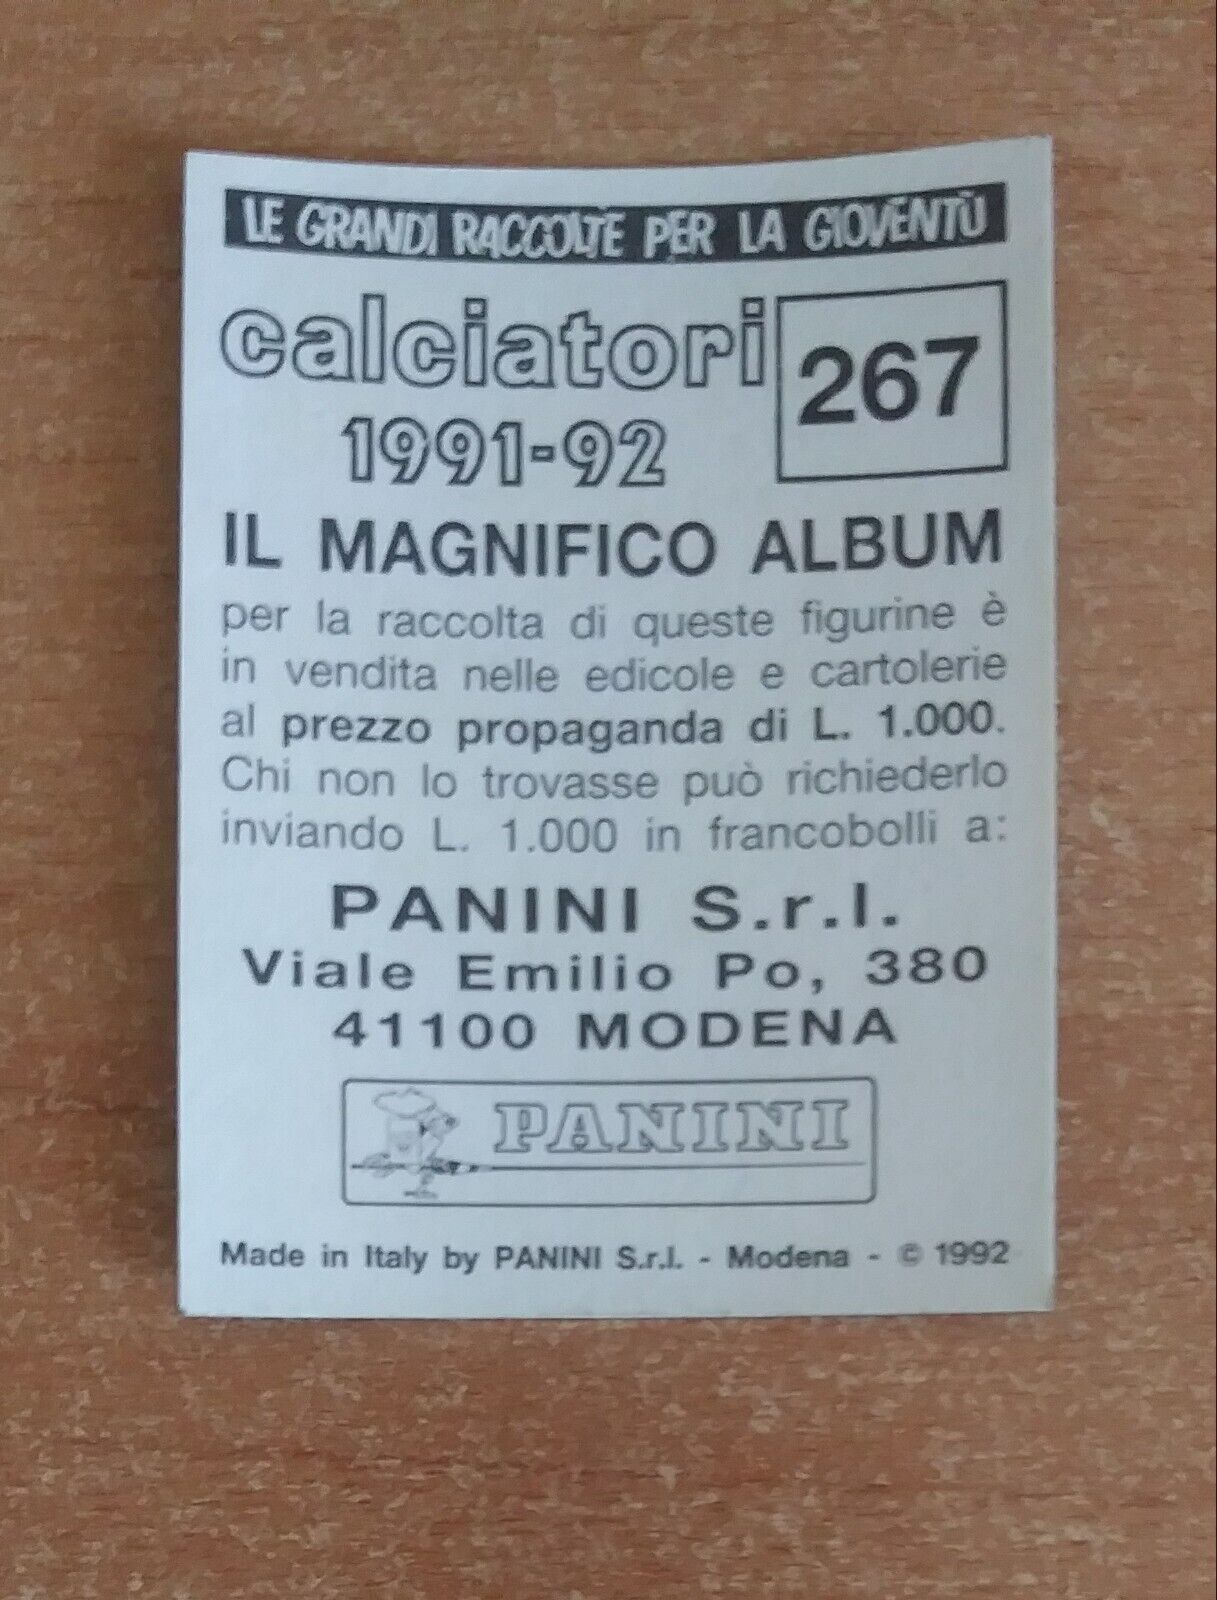 LE GRANDI RACCOLTE PER LA GIOVENTÙ
calciatori
1991-92
267
IL MAGNIFICO ALBUM
per la raccolta di queste figurine è
in vendita nelle edicole e cartolerie
al prezzo propaganda di L. 1.000.
Chi non lo trovasse può richiederlo
inviando L. 1.000 in francobolli a:
PANINI S.r.l.
Viale Emilio Po, 380
41100 MODENA
PANINI
Made in Italy by PANINI S.r.l. - Modena - © 1992